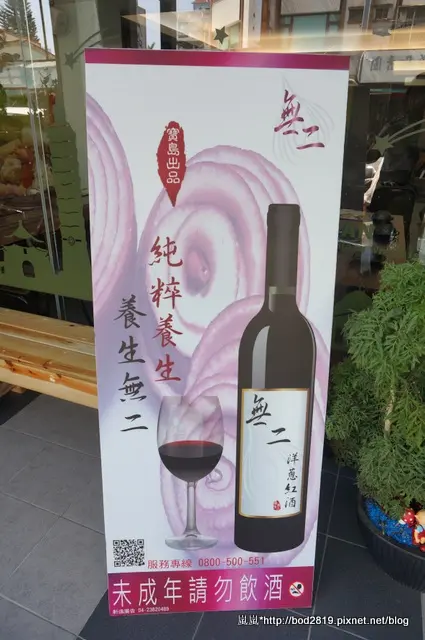 無二
寶島出品
純粹養生
養生無二
無二
洋蔥紅酒
服務專線 0800-500-551
未成年請勿飲酒
嵐嵐*http://bod2819.pixnet.net/blog